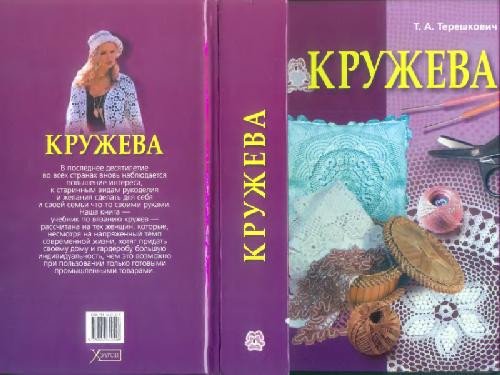 КРУЖЕВА
В последнее десятилетие
во всех странах вновь наблюдается
повышение интереса
к старинным видам рукоделия
и желания сделать для себя
и своей семьи что-то своими руками.
Наша книга —
учебник по вязанию кружев —
рассчитана на тех женщин, которые,
несмотря на напряженный темп
современной жизни, хотят придать
своему дому и гардеробу большую
индивидуальность, чем это возможно
при пользовании только готовыми
промышленными товарами.
Хэлтон
КРУЖЕВА
Т. А. Терешкович
КРУЖЕВА